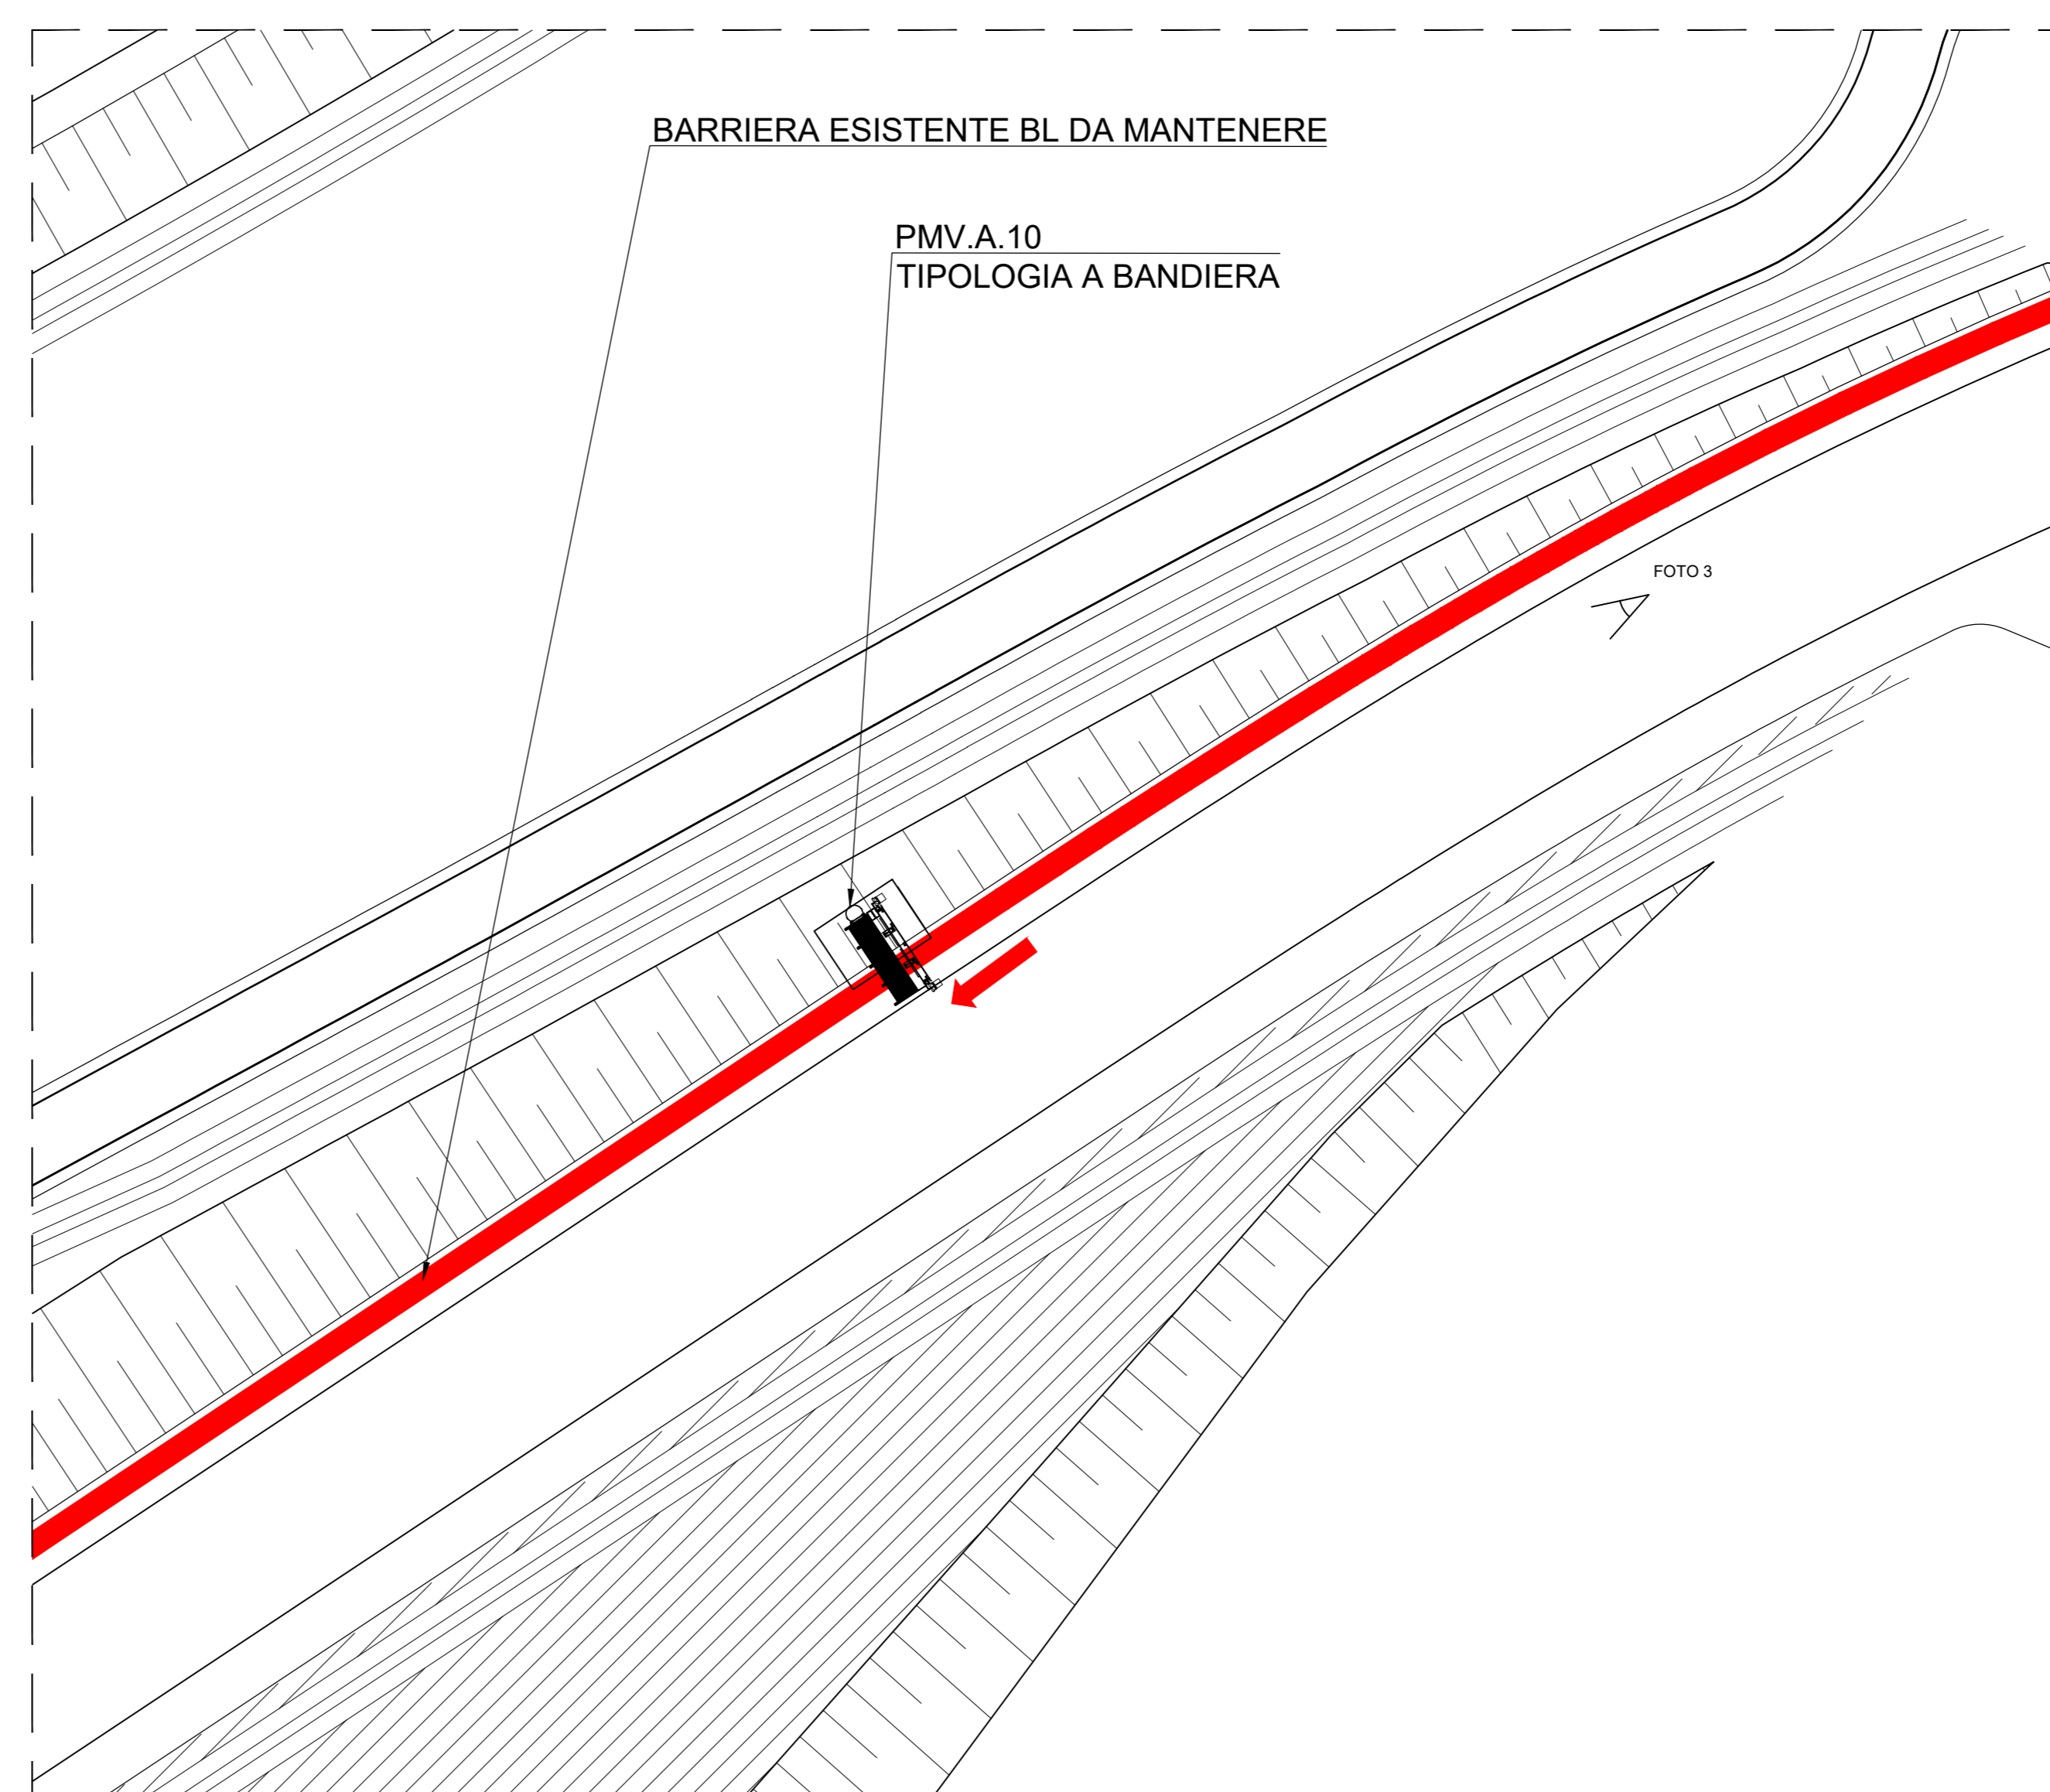 BARRIERA ESISTENTE BL DA MANTENERE
PMV.A.10
TIPOLOGIA A BANDIERA
FOTO 3